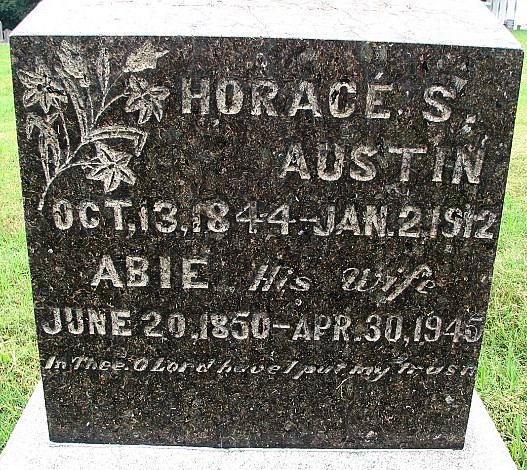 HORACE S.
AUSTIN
OCT. 13, 1844-JAN. 2, 1912
ABIE His Wife
JUNE 20, 1850-APR. 30, 1945
In Thee O Lord have I put my trust